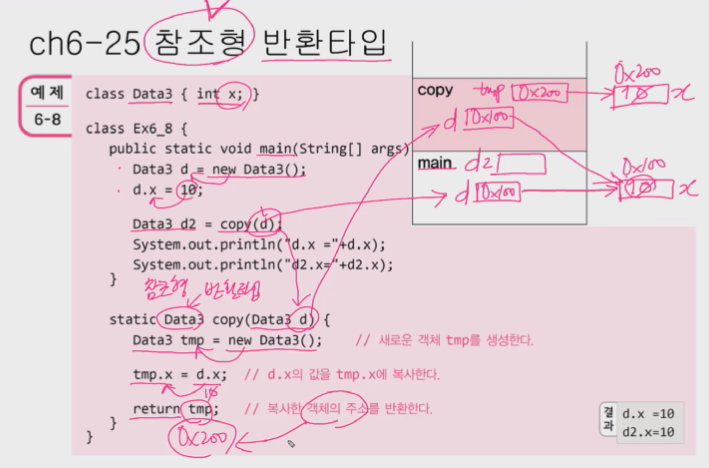 ch6-25 참조형 반환타입
예제
6-8
class Data3 { int x; }
class Ex6_8 {
public static void main(String[] args)
Data3 d = new Data3();
d.x = 10;
Data3 d2 = copy(d);
System.out.println("d.x ="+d.x);
System.out.println("d2.x="+d2.x);
}
참조형 반환타입
static Data3 copy(Data3 d) {
Data3 tmp = new Data3(); // 새로운 객체 tmp를 생성한다.
tmp.x = d.x; // d.x의 값을 tmp.x에 복사한다.
10
return tmp; // 복사한 객체의 주소를 반환한다.
}
}
0x200
copy tmp 0x200
d 0x100
main d2
d 0x100
0x200
10 x
0x100
10 x
결과
d.x =10
d2.x=10